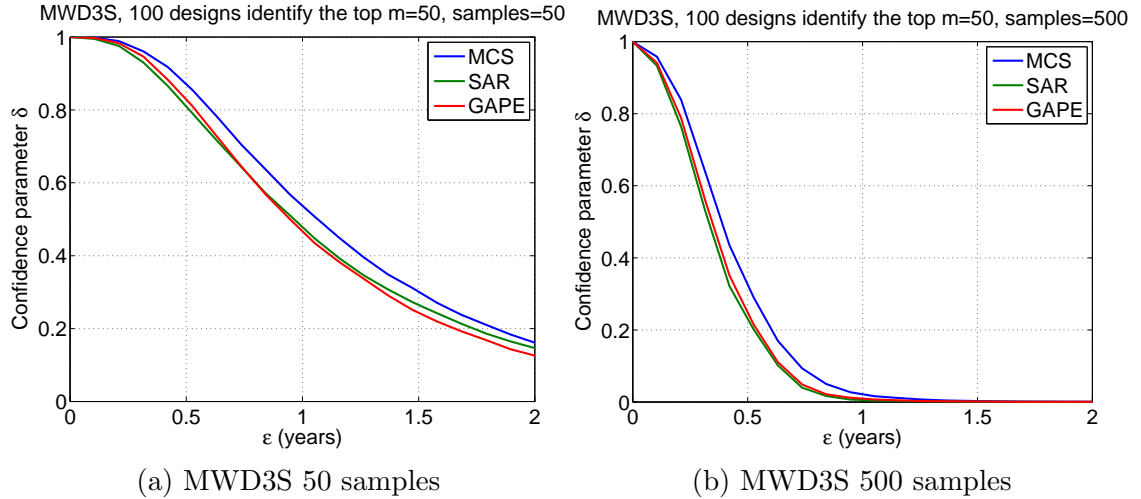 MWD3S, 100 designs identify the top m=50, samples=50
1
0.8
0.6
0.4
0.2
0
0
0.5
1
1.5
2
Confidence parameter δ
ε (years)
MCS
SAR
GAPE
(a) MWD3S 50 samples
MWD3S, 100 designs identify the top m=50, samples=500
1
0.8
0.6
0.4
0.2
0
0
0.5
1
1.5
2
Confidence parameter δ
ε (years)
MCS
SAR
GAPE
(b) MWD3S 500 samples